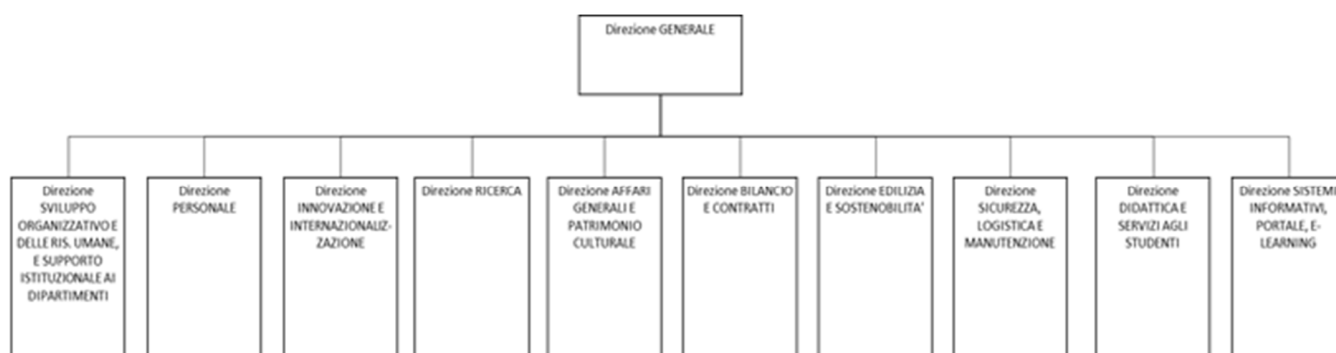 Direzione GENERALE
Direzione
SVILUPPO
ORGANIZZATIVO E
DELLE RIS. UMANE,
E SUPPORTO
ISTITUZIONALE AI
DIPARTIMENTI
Direzione
PERSONALE
Direzione
INNOVAZIONE E
INTERNAZIONALIZ-
ZAZIONE
Direzione RICERCA
Direzione AFFARI
GENERALI E
PATRIMONIO
CULTURALE
Direzione BILANCIO
E CONTRATTI
Direzione EDILIZIA
E SOSTENOBILITA'
Direzione
SICUREZZA,
LOGISTICA E
MANUTENZIONE
Direzione
DIDATTICA E
SERVIZI AGLI
STUDENTI
Direzione SISTEMI
INFORMATIVI,
PORTALE, E-
LEARNING